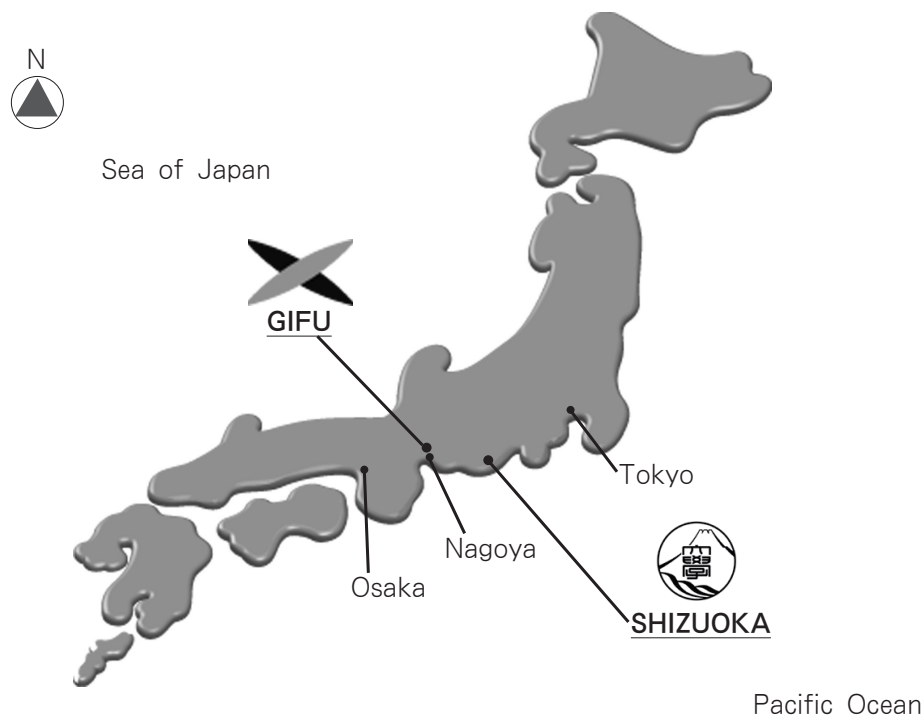 N
Sea of Japan
GIFU
Tokyo
Nagoya
Osaka
SHIZUOKA
Pacific Ocean